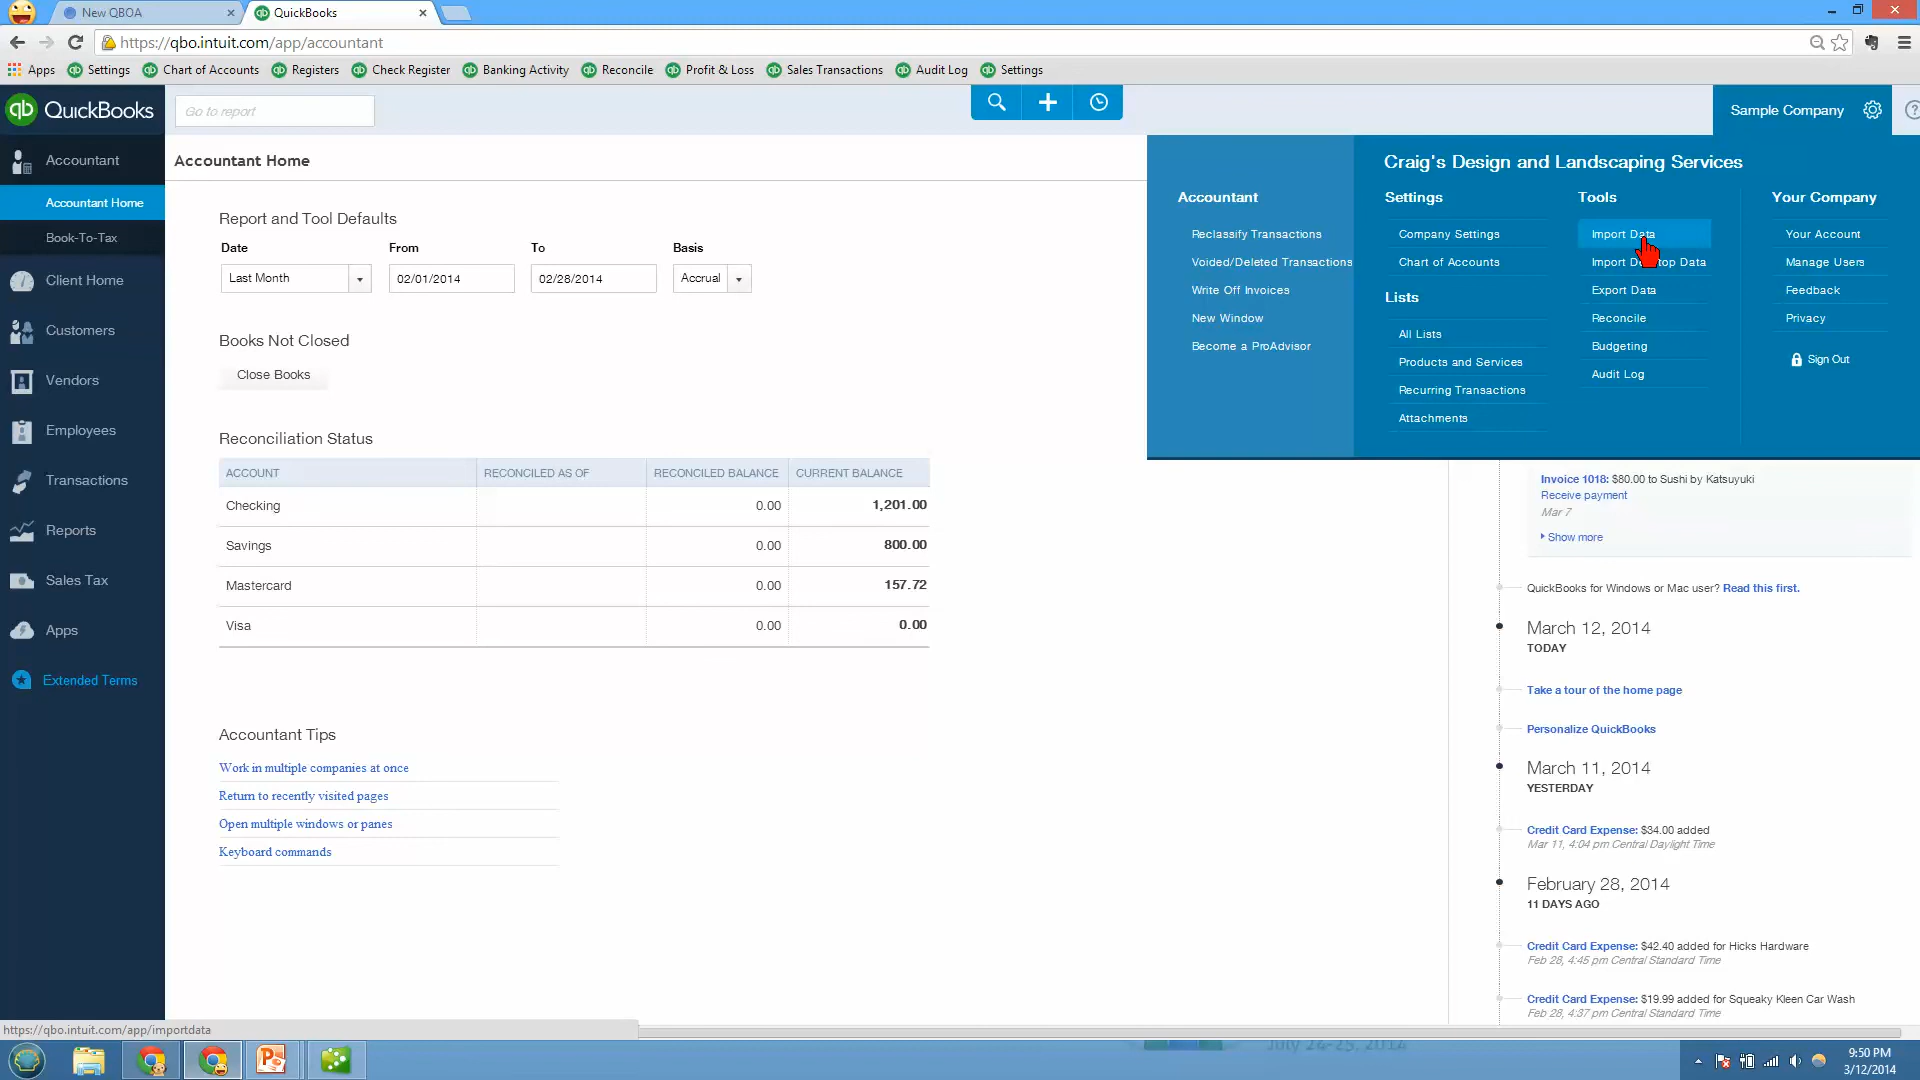 New QBOA
QuickBooks
https://qbo.intuit.com/app/accountant
Apps Settings Chart of Accounts Registers Check Register Banking Activity Reconcile Profit & Loss Sales Transactions Audit Log Settings
qb QuickBooks
Go to report
Sample Company
Accountant
Accountant Home
Book-To-Tax
Client Home
Customers
Vendors
Employees
Transactions
Reports
Sales Tax
Apps
Extended Terms
Accountant Home
Report and Tool Defaults
Date From To Basis
Last Month 02/01/2014 02/28/2014 Accrual
Books Not Closed
Close Books
Reconciliation Status
ACCOUNT RECONCILED AS OF RECONCILED BALANCE CURRENT BALANCE
Checking 0.00 1,201.00
Savings 0.00 800.00
Mastercard 0.00 157.72
Visa 0.00 0.00
Accountant Tips
Work in multiple companies at once
Return to recently visited pages
Open multiple windows or panes
Keyboard commands
Craig's Design and Landscaping Services
Accountant
Reclassify Transactions
Voided/Deleted Transactions
Write Off Invoices
New Window
Become a ProAdvisor
Settings
Company Settings
Chart of Accounts
Lists
All Lists
Products and Services
Recurring Transactions
Attachments
Tools
Import Data
Import Desktop Data
Export Data
Reconcile
Budgeting
Audit Log
Your Company
Your Account
Manage Users
Feedback
Privacy
Sign Out
Invoice 1018: $80.00 to Sushi by Katsuyuki
Receive payment
Mar 7
Show more
QuickBooks for Windows or Mac user? Read this first.
March 12, 2014
TODAY
Take a tour of the home page
Personalize QuickBooks
March 11, 2014
YESTERDAY
Credit Card Expense: $34.00 added
Mar 11, 4:04 pm Central Daylight Time
February 28, 2014
11 DAYS AGO
Credit Card Expense: $42.40 added for Hicks Hardware
Feb 28, 4:45 pm Central Standard Time
Credit Card Expense: $19.99 added for Squeaky Kleen Car Wash
Feb 28, 4:37 pm Central Standard Time
https://qbo.intuit.com/app/importdata
July 24-25, 2014
9:50 PM
3/12/2014